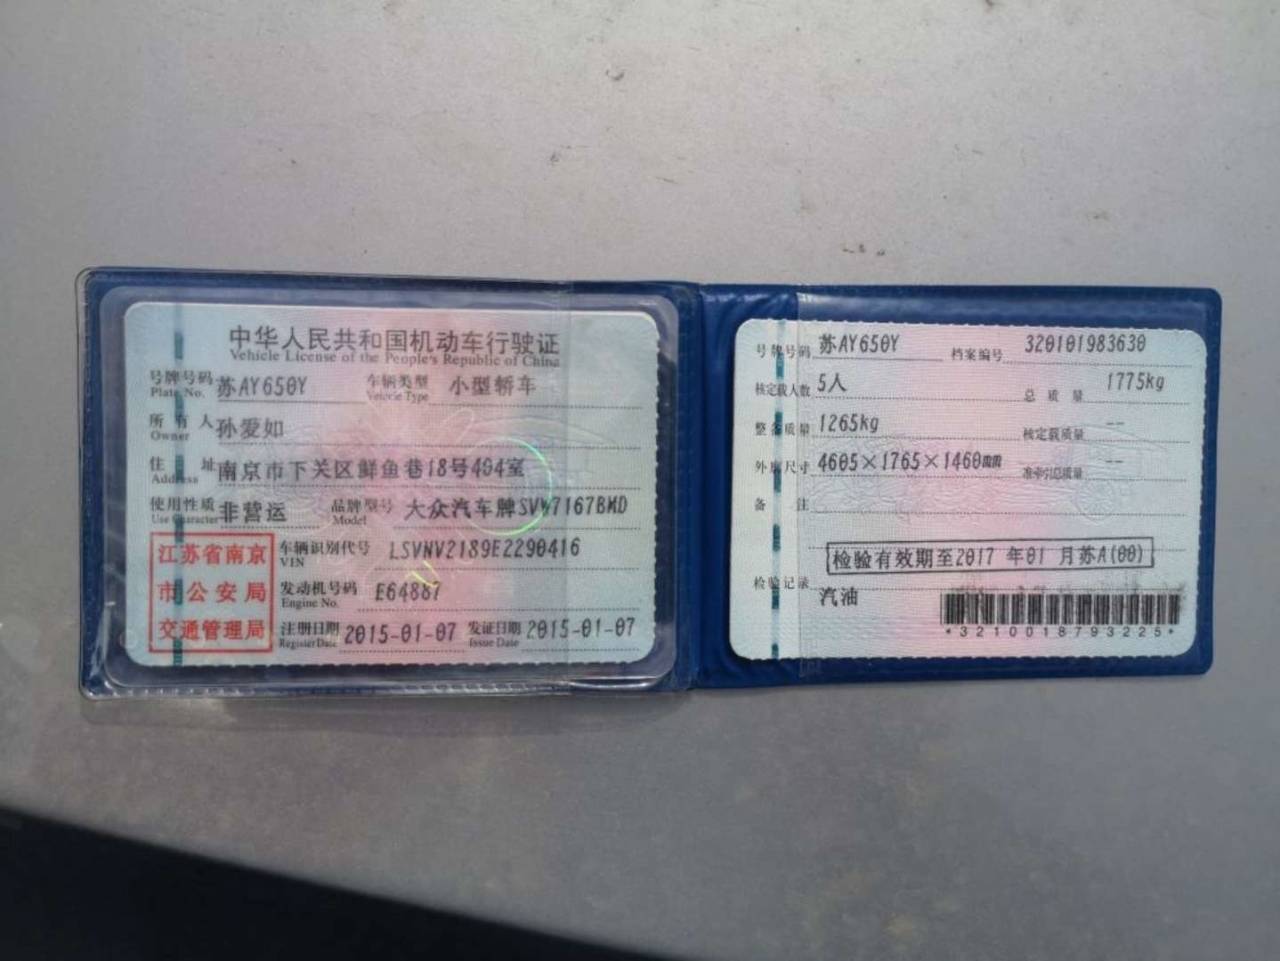 中华人民共和国机动车行驶证
Vehicle License of the People's Republic of China
号牌号码 苏AY650Y 车辆类型 小型轿车
Plate No. Vehicle Type
所有人 孙爱如
Owner
住址 南京市下关区鲜鱼巷18号404室
Address
使用性质 非营运 品牌型号 大众汽车牌SVW7167BMD
Use Character Model
江苏省南京
市公安局
交通管理局
车辆识别代号 LSVNV2189E2290416
VIN
发动机号码 E64887
Engine No.
注册日期 2015-01-07 发证日期 2015-01-07
Register Date Issue Date
号牌号码 苏AY650Y 档案编号 320101983630
核定载人数 5人 总质量 1775kg
整备质量 1265kg 核定载质量 --
外廓尺寸 4605×1765×1460mm 准牵引总质量 --
备注
检验有效期至2017 年01 月苏A(00)
检验记录
汽油
*3210018793225*